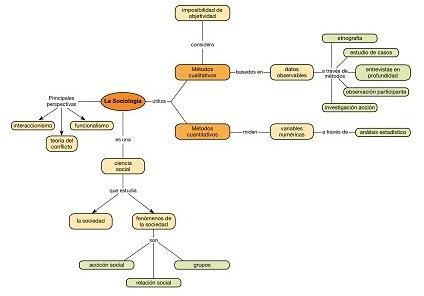 imposibilidad de
objetividad
considera
etnografía
estudio de casos
Métodos
cualitativos
basados en
datos
observables
a través de
métodos
entrevistas en
profundidad
observación participante
investigación acción
Principales
perspectivas
La Sociología
utiliza
interaccionismo
funcionalismo
teoría del
conflicto
Métodos
cuantitativos
miden
variables
numéricas
a través de
análisis estadístico
es una
ciencia
social
que estudia
la sociedad
fenómenos de
la sociedad
son
accicón social
grupos
relación social